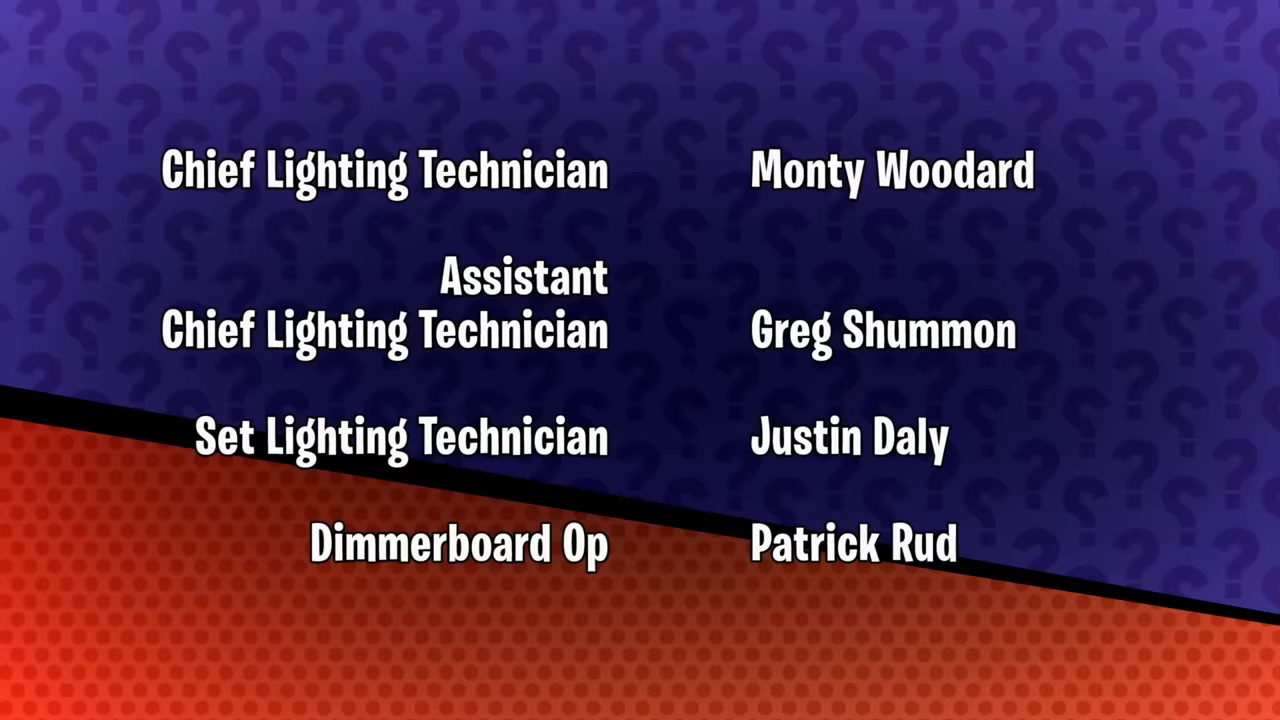 Chief Lighting Technician Monty Woodard
Assistant
Chief Lighting Technician Greg Shummon
Set Lighting Technician Justin Daly
Dimmerboard Op Patrick Rud